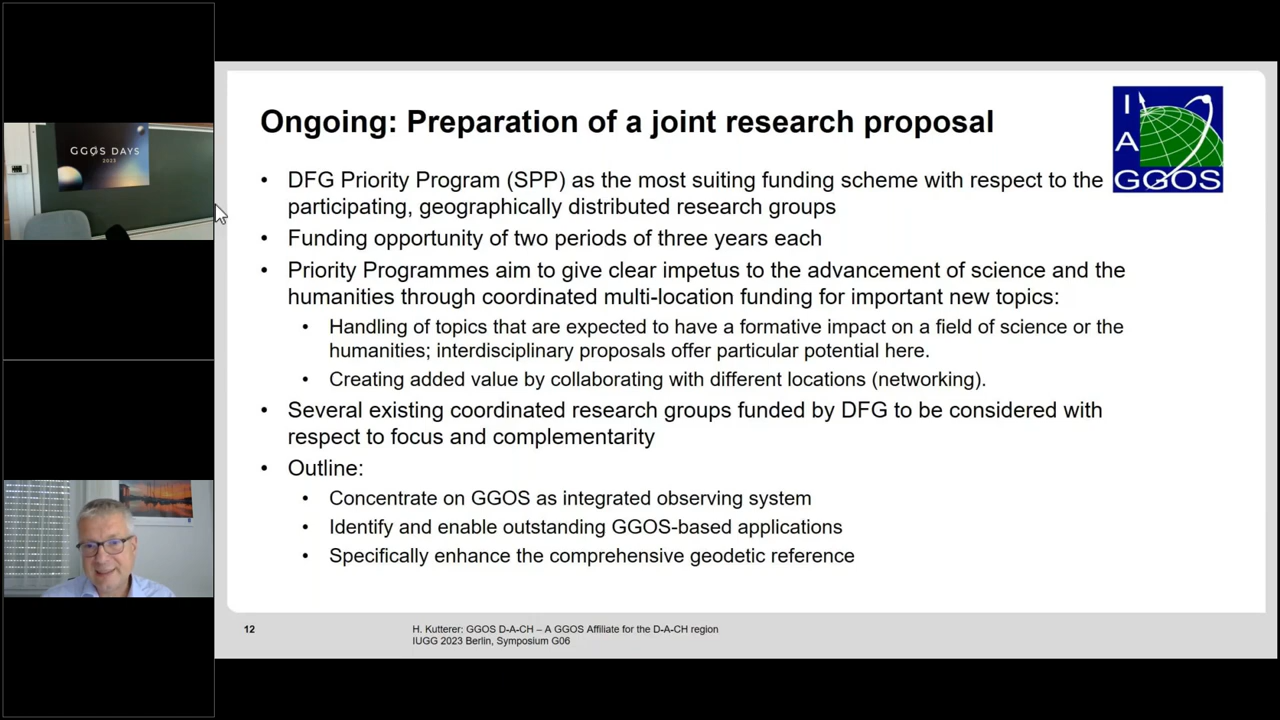 GGOS DAYS
2023
Ongoing: Preparation of a joint research proposal
I
A
GGOS
• DFG Priority Program (SPP) as the most suiting funding scheme with respect to the
participating, geographically distributed research groups
• Funding opportunity of two periods of three years each
• Priority Programmes aim to give clear impetus to the advancement of science and the
humanities through coordinated multi-location funding for important new topics:
• Handling of topics that are expected to have a formative impact on a field of science or the
humanities; interdisciplinary proposals offer particular potential here.
• Creating added value by collaborating with different locations (networking).
• Several existing coordinated research groups funded by DFG to be considered with
respect to focus and complementarity
• Outline:
• Concentrate on GGOS as integrated observing system
• Identify and enable outstanding GGOS-based applications
• Specifically enhance the comprehensive geodetic reference
12
H. Kutterer: GGOS D-A-CH – A GGOS Affiliate for the D-A-CH region
IUGG 2023 Berlin, Symposium G06